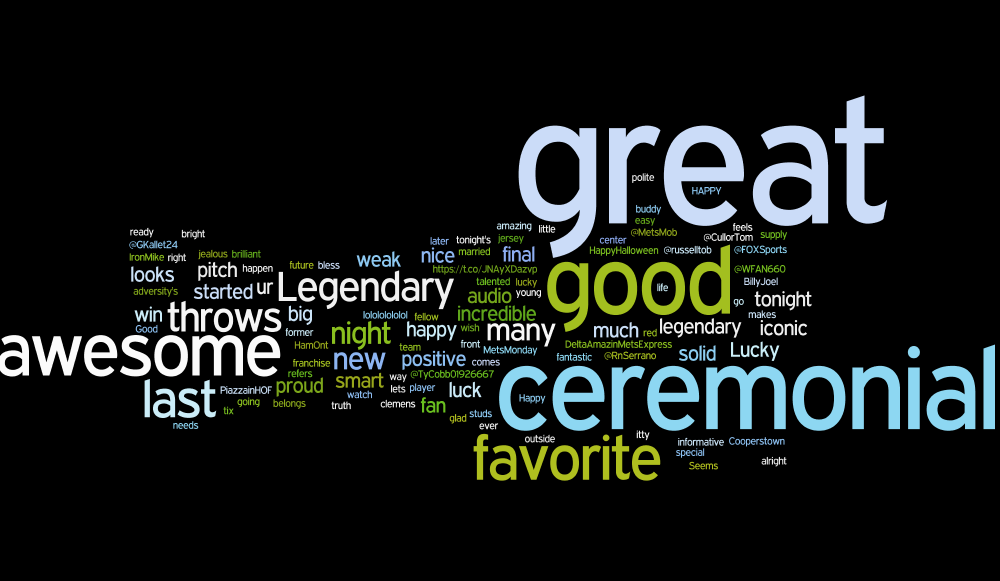 great
polite
HAPPY
buddy
easy
@MetsMob
amazing
little
feels
@CullorTom
supply
ready
bright
@GKallet24
jealous
brilliant
later
tonight's
jersey
center
HappyHalloween
@russelltob
@FOXSports
IronMike
right
weak
nice
married
final
good
looks
pitch
happen
future
bless
https://t.co/JNAyXDazvp
@WFAN660
adversity's
started
ur
Legendary
talented
lucky
audio
young
life
BillyJoel
go
tonight
win
throws
big
lolololololol
fellow
incredible
makes
Good
former
night
happy
wish
many
much
red
legendary
iconic
awesome
HamOnt
team
front
MetsMonday
DeltaAmazinMetsExpress
franchise
new
positive
comes
fantastic
@RnSerrano
solid
Lucky
refers
smart
way
@TyCobb01926667
ceremonial
last
PiazzainHOF
proud
watch
lets
player
luck
Happy
going
belongs
truth
clemens
fan
tix
glad
studs
needs
ever
outside
itty
favorite
informative
Cooperstown
special
Seems
alright